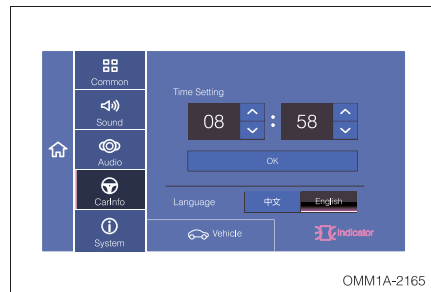 Common
Sound
Audio
CarInfo
System
Time Setting
08 : 58
OK
Language 中文 English
Vehicle Indicator
OMM1A-2165